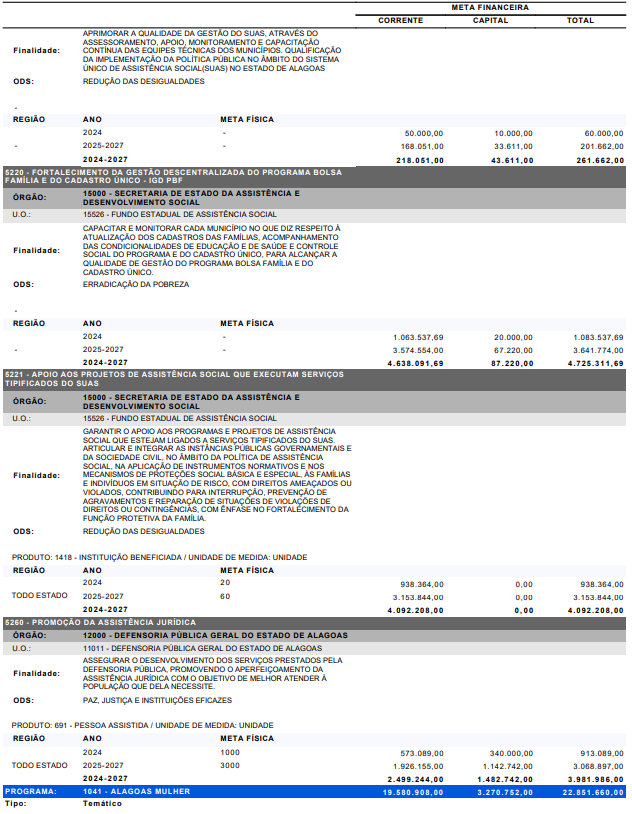 META FINANCEIRA
CORRENTE CAPITAL TOTAL
Finalidade: APRIMORAR A QUALIDADE DA GESTÃO DO SUAS, ATRAVÉS DO
ASSESSORAMENTO, APOIO, MONITORAMENTO E CAPACITAÇÃO
CONTÍNUA DAS EQUIPES TÉCNICAS DOS MUNICÍPIOS. QUALIFICAÇÃO
DA IMPLEMENTAÇÃO DA POLÍTICA PÚBLICA NO ÂMBITO DO SISTEMA
ÚNICO DE ASSISTÊNCIA SOCIAL(SUAS) NO ESTADO DE ALAGOAS
ODS: REDUÇÃO DAS DESIGUALDADES
-
REGIÃO ANO META FÍSICA
2024 - 50.000,00 10.000,00 60.000,00
- 2025-2027 - 168.051,00 33.611,00 201.662,00
2024-2027 218.051,00 43.611,00 261.662,00
5220 - FORTALECIMENTO DA GESTÃO DESCENTRALIZADA DO PROGRAMA BOLSA
FAMÍLIA E DO CADASTRO ÚNICO - IGD PBF
ÓRGÃO: 15000 - SECRETARIA DE ESTADO DA ASSISTÊNCIA E
DESENVOLVIMENTO SOCIAL
U.O.: 15526 - FUNDO ESTADUAL DE ASSISTÊNCIA SOCIAL
Finalidade: CAPACITAR E MONITORAR CADA MUNICÍPIO NO QUE DIZ RESPEITO À
ATUALIZAÇÃO DOS CADASTROS DAS FAMÍLIAS, ACOMPANHAMENTO
DAS CONDICIONALIDADES DE EDUCAÇÃO E DE SAÚDE E CONTROLE
SOCIAL DO PROGRAMA E DO CADASTRO ÚNICO, PARA ALCANÇAR A
QUALIDADE DE GESTÃO DO PROGRAMA BOLSA FAMÍLIA E DO
CADASTRO ÚNICO.
ODS: ERRADICAÇÃO DA POBREZA
-
REGIÃO ANO META FÍSICA
2024 - 1.063.537,69 20.000,00 1.083.537,69
- 2025-2027 - 3.574.554,00 67.220,00 3.641.774,00
2024-2027 4.638.091,69 87.220,00 4.725.311,69
5221 - APOIO AOS PROJETOS DE ASSISTÊNCIA SOCIAL QUE EXECUTAM SERVIÇOS
TIPIFICADOS DO SUAS
ÓRGÃO: 15000 - SECRETARIA DE ESTADO DA ASSISTÊNCIA E
DESENVOLVIMENTO SOCIAL
U.O.: 15526 - FUNDO ESTADUAL DE ASSISTÊNCIA SOCIAL
Finalidade: GARANTIR O APOIO AOS PROGRAMAS E PROJETOS DE ASSISTÊNCIA
SOCIAL QUE ESTEJAM LIGADOS A SERVIÇOS TIPIFICADOS DO SUAS.
ARTICULAR E INTEGRAR AS INSTÂNCIAS PÚBLICAS GOVERNAMENTAIS E
DA SOCIEDADE CIVIL, NO ÂMBITO DA POLÍTICA DE ASSISTÊNCIA
SOCIAL, NA APLICAÇÃO DE INSTRUMENTOS NORMATIVOS E NOS
MECANISMOS DE PROTEÇÕES SOCIAL BÁSICA E ESPECIAL, ÀS FAMÍLIAS
E INDIVÍDUOS EM SITUAÇÃO DE RISCO, COM DIREITOS AMEAÇADOS OU
VIOLADOS, CONTRIBUINDO PARA INTERRUPÇÃO, PREVENÇÃO DE
AGRAVAMENTOS E REPARAÇÃO DE SITUAÇÕES DE VIOLAÇÕES DE
DIREITOS OU CONTINGÊNCIAS, COM ÊNFASE NO FORTALECIMENTO DA
FUNÇÃO PROTETIVA DA FAMÍLIA.
ODS: REDUÇÃO DAS DESIGUALDADES
PRODUTO: 1418 - INSTITUIÇÃO BENEFICIADA / UNIDADE DE MEDIDA: UNIDADE
REGIÃO ANO META FÍSICA
2024 20 938.364,00 0,00 938.364,00
TODO ESTADO 2025-2027 60 3.153.844,00 0,00 3.153.844,00
2024-2027 4.092.208,00 0,00 4.092.208,00
5260 - PROMOÇÃO DA ASSISTÊNCIA JURÍDICA
ÓRGÃO: 12000 - DEFENSORIA PÚBLICA GERAL DO ESTADO DE ALAGOAS
U.O.: 11011 - DEFENSORIA PÚBLICA GERAL DO ESTADO DE ALAGOAS
Finalidade: ASSEGURAR O DESENVOLVIMENTO DOS SERVIÇOS PRESTADOS PELA
DEFENSORIA PÚBLICA, PROMOVENDO O APERFEIÇOAMENTO DA
ASSISTÊNCIA JURÍDICA COM O OBJETIVO DE MELHOR ATENDER À
POPULAÇÃO QUE DELA NECESSITE.
ODS: PAZ, JUSTIÇA E INSTITUIÇÕES EFICAZES
PRODUTO: 691 - PESSOA ASSISTIDA / UNIDADE DE MEDIDA: UNIDADE
REGIÃO ANO META FÍSICA
2024 1000 573.089,00 340.000,00 913.089,00
TODO ESTADO 2025-2027 3000 1.926.155,00 1.142.742,00 3.068.897,00
2024-2027 2.499.244,00 1.482.742,00 3.981.986,00
PROGRAMA: 1041 - ALAGOAS MULHER 19.580.908,00 3.270.752,00 22.851.660,00
Tipo: Temático